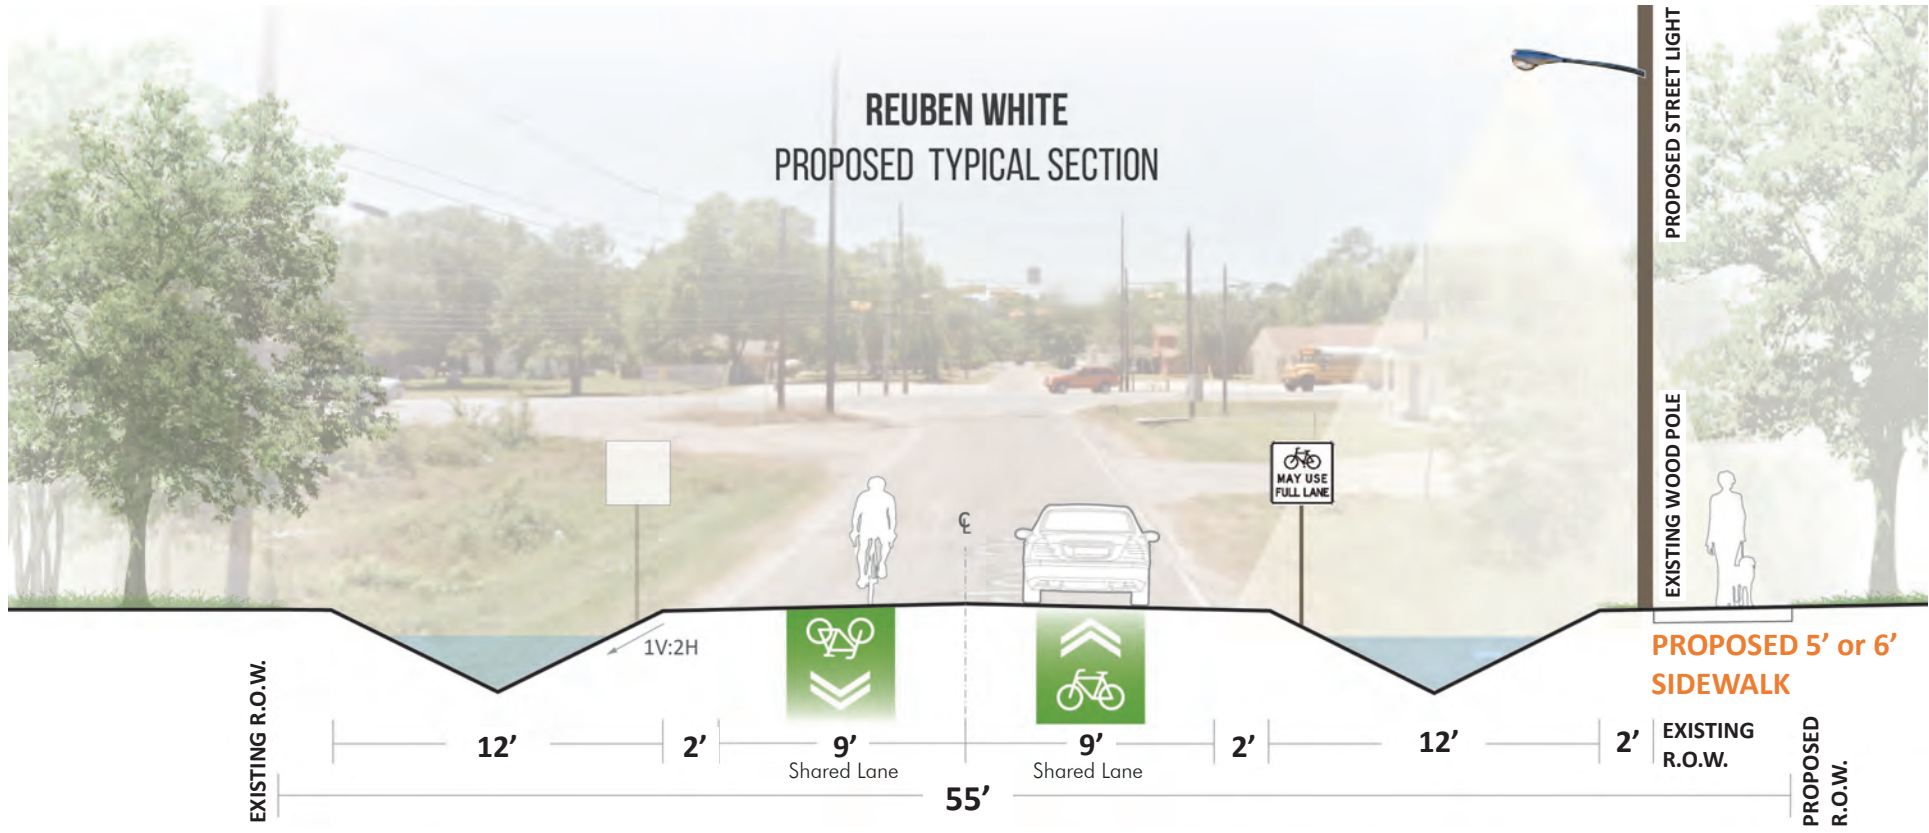 REUBEN WHITE
PROPOSED TYPICAL SECTION
PROPOSED STREET LIGHT
EXISTING WOOD POLE
MAY USE
FULL LANE
℄
1V:2H
PROPOSED 5’ or 6’
SIDEWALK
EXISTING R.O.W.
12’
2’
9’
9’
2’
12’
2’
EXISTING
R.O.W.
Shared Lane
Shared Lane
PROPOSED
R.O.W.
55’